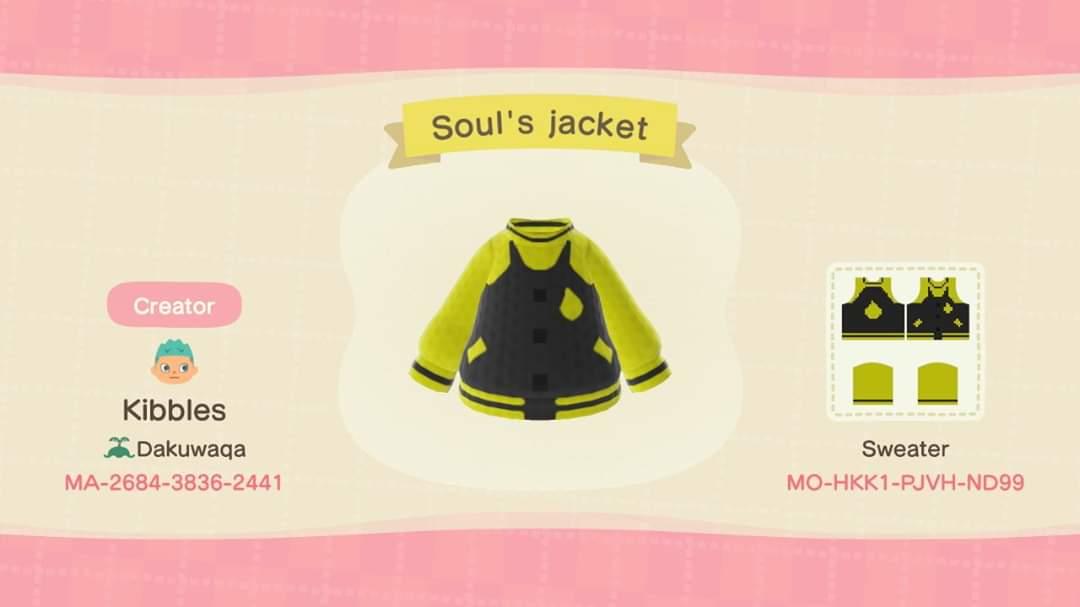 Soul's jacket
Creator
Kibbles
Dakuwaqa
MA-2684-3836-2441
Sweater
MO-HKK1-PJVH-ND99